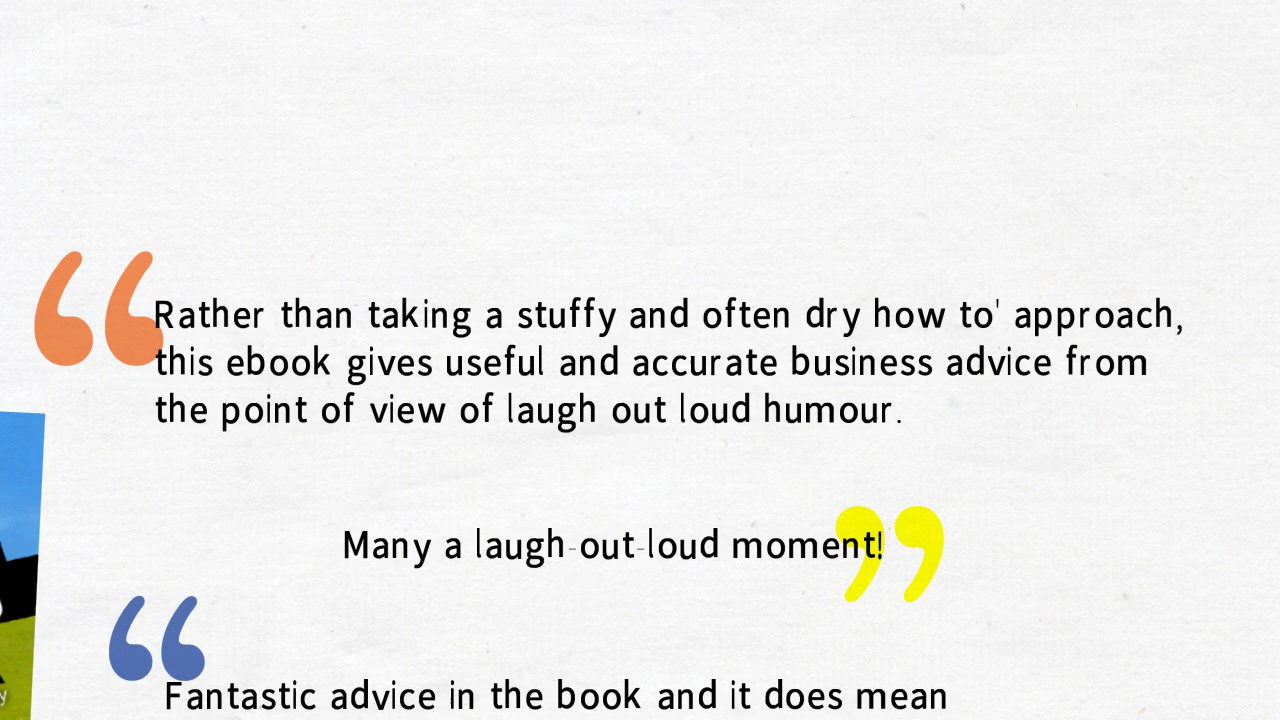 Rather than taking a stuffy and often dry how to' approach,
this ebook gives useful and accurate business advice from
the point of view of laugh out loud humour.
Many a laugh-out-loud moment!
Fantastic advice in the book and it does mean